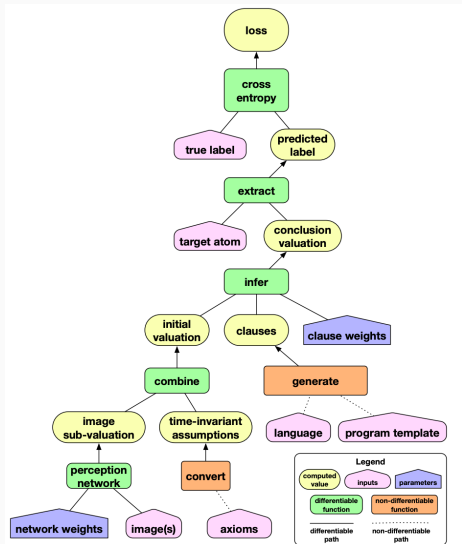 loss
cross
entropy
true label
predicted
label
extract
target atom
conclusion
valuation
infer
initial
valuation
clauses
clause weights
combine
generate
image
sub-valuation
time-invariant
assumptions
language
program template
perception
network
convert
network weights
image(s)
axioms
Legend
computed
value
inputs
parameters
differentiable
function
non-differentiable
function
differentiable
path
non-differentiable
path